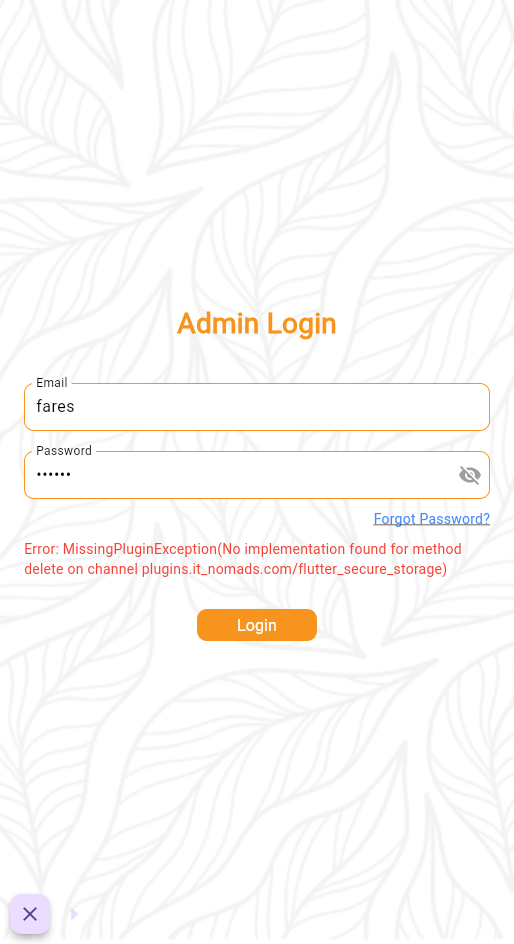 Admin Login
Email
fares
Password
••••••
Forgot Password?
Error: MissingPluginException(No implementation found for method
delete on channel plugins.it_nomads.com/flutter_secure_storage)
Login